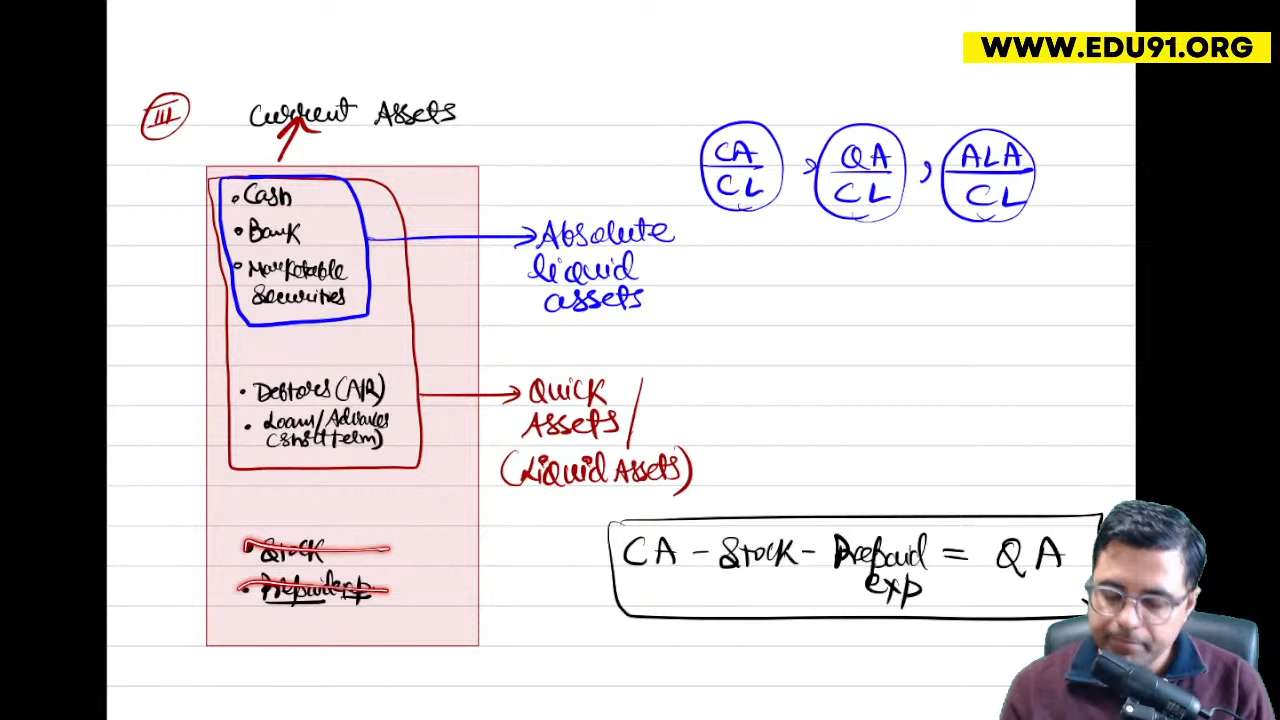 WWW.EDU91.ORG
III
Current Assets
• Cash
• Bank
• Marketable
Securities
Absolute
liquid
assets
CA
CL
,
QA
CL
,
ALA
CL
• Debtores (A/R)
• Loans/Advances
(short term)
Quick
Assets /
(Liquid Assets)
• Stock
• Prepaid exp
CA - Stock - Prepaid = QA
exp